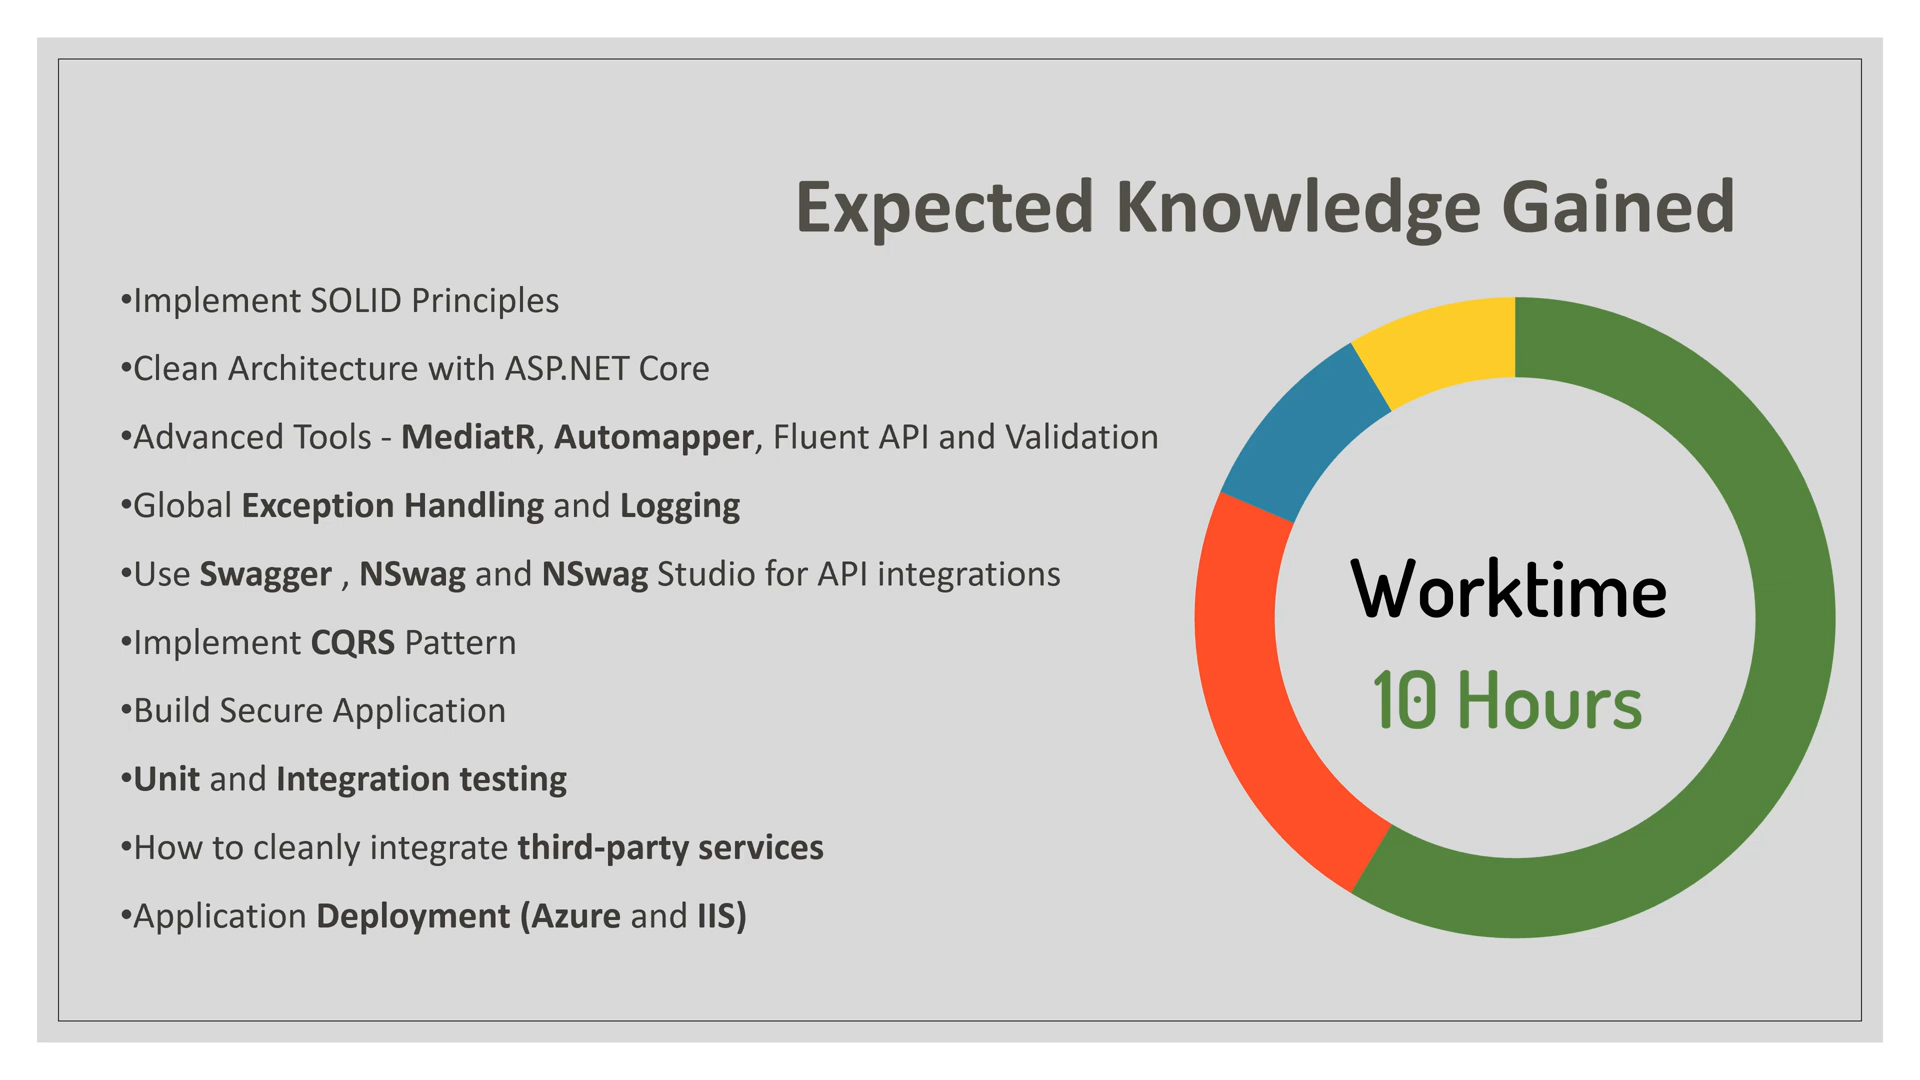 Expected Knowledge Gained
•Implement SOLID Principles
•Clean Architecture with ASP.NET Core
•Advanced Tools - MediatR, Automapper, Fluent API and Validation
•Global Exception Handling and Logging
•Use Swagger , NSwag and NSwag Studio for API integrations
•Implement CQRS Pattern
•Build Secure Application
•Unit and Integration testing
•How to cleanly integrate third-party services
•Application Deployment (Azure and IIS)
Worktime
10 Hours